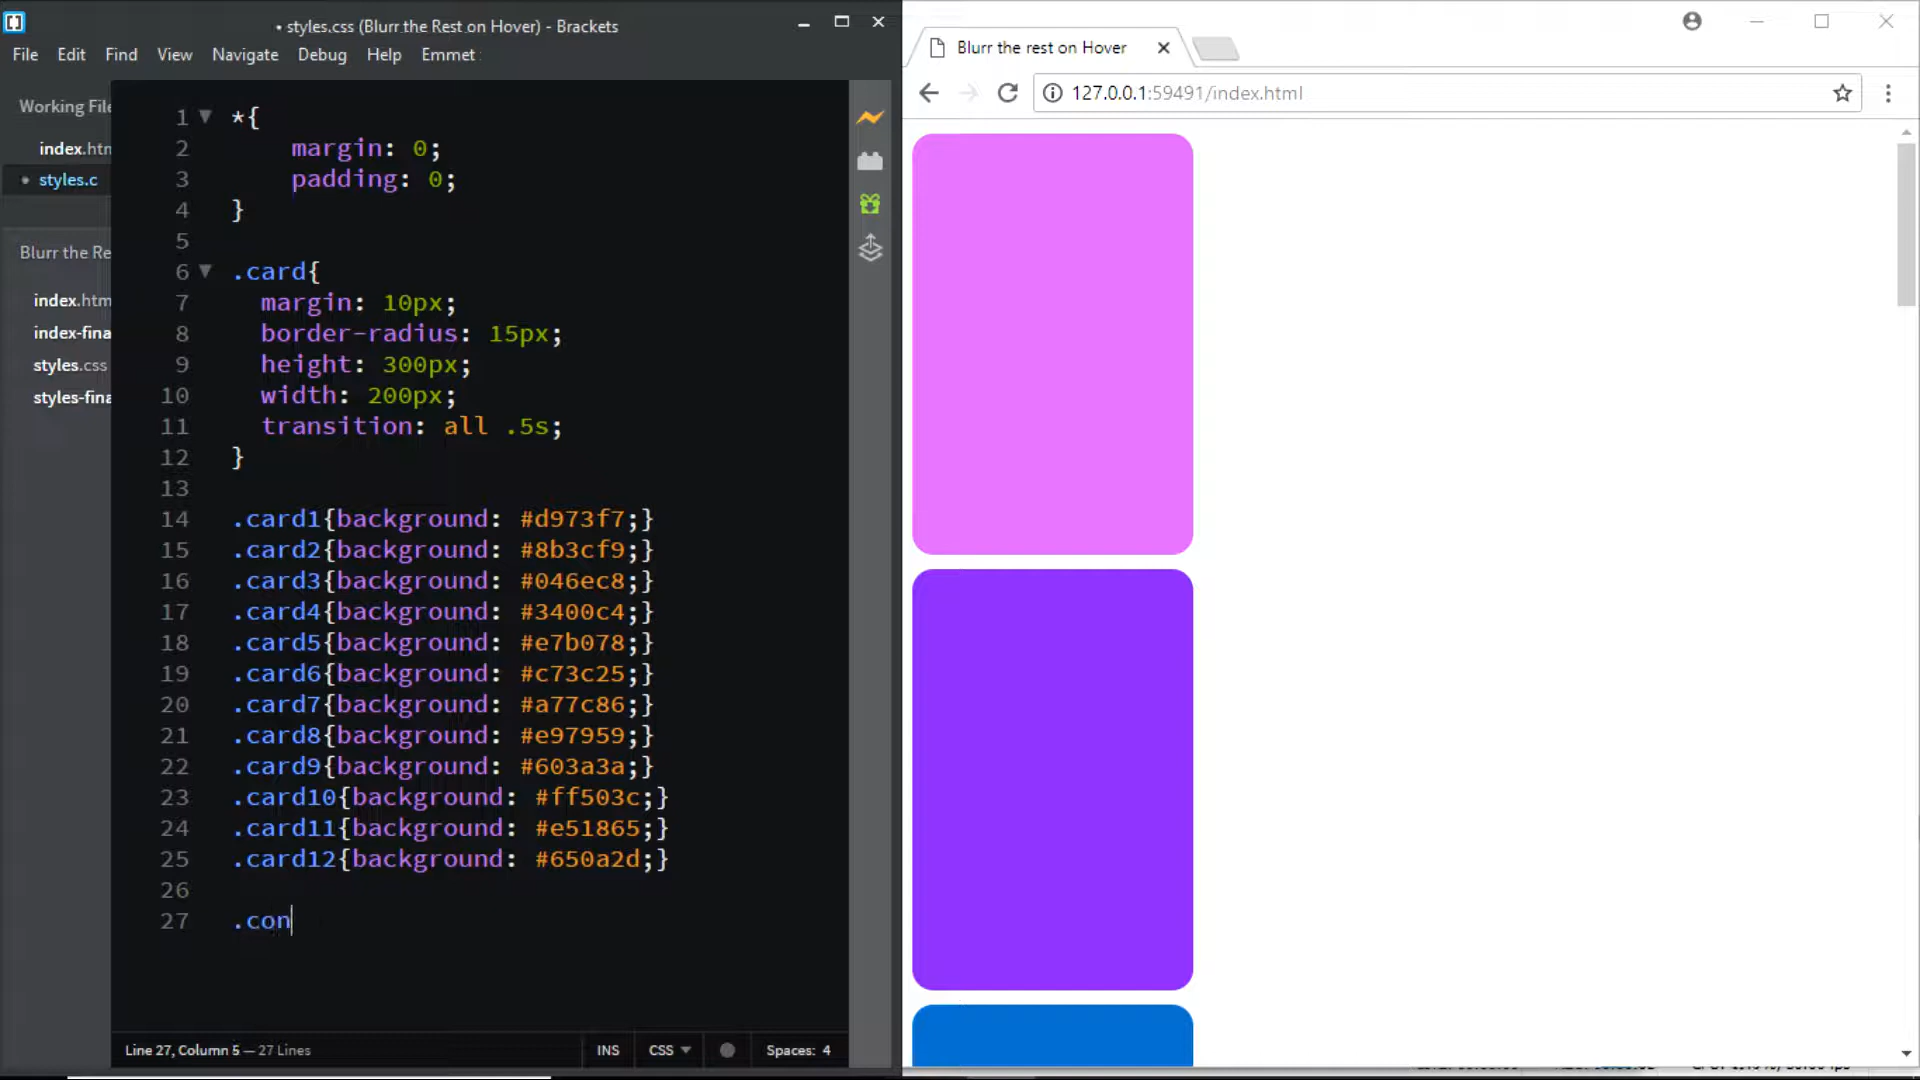 • styles.css (Blurr the Rest on Hover) - Brackets
File Edit Find View Navigate Debug Help Emmet
Working File
index.htm
• styles.c
Blurr the Re
index.htm
index-fina
styles.css
styles-fina
1 *{
2 margin: 0;
3 padding: 0;
4 }
5
6 .card{
7 margin: 10px;
8 border-radius: 15px;
9 height: 300px;
10 width: 200px;
11 transition: all .5s;
12 }
13
14 .card1{background: #d973f7;}
15 .card2{background: #8b3cf9;}
16 .card3{background: #046ec8;}
17 .card4{background: #3400c4;}
18 .card5{background: #e7b078;}
19 .card6{background: #c73c25;}
20 .card7{background: #a77c86;}
21 .card8{background: #e97959;}
22 .card9{background: #603a3a;}
23 .card10{background: #ff503c;}
24 .card11{background: #e51865;}
25 .card12{background: #650a2d;}
26
27 .con
Line 27, Column 5 — 27 Lines
INS CSS Spaces: 4
Blurr the rest on Hover
127.0.0.1:59491/index.html